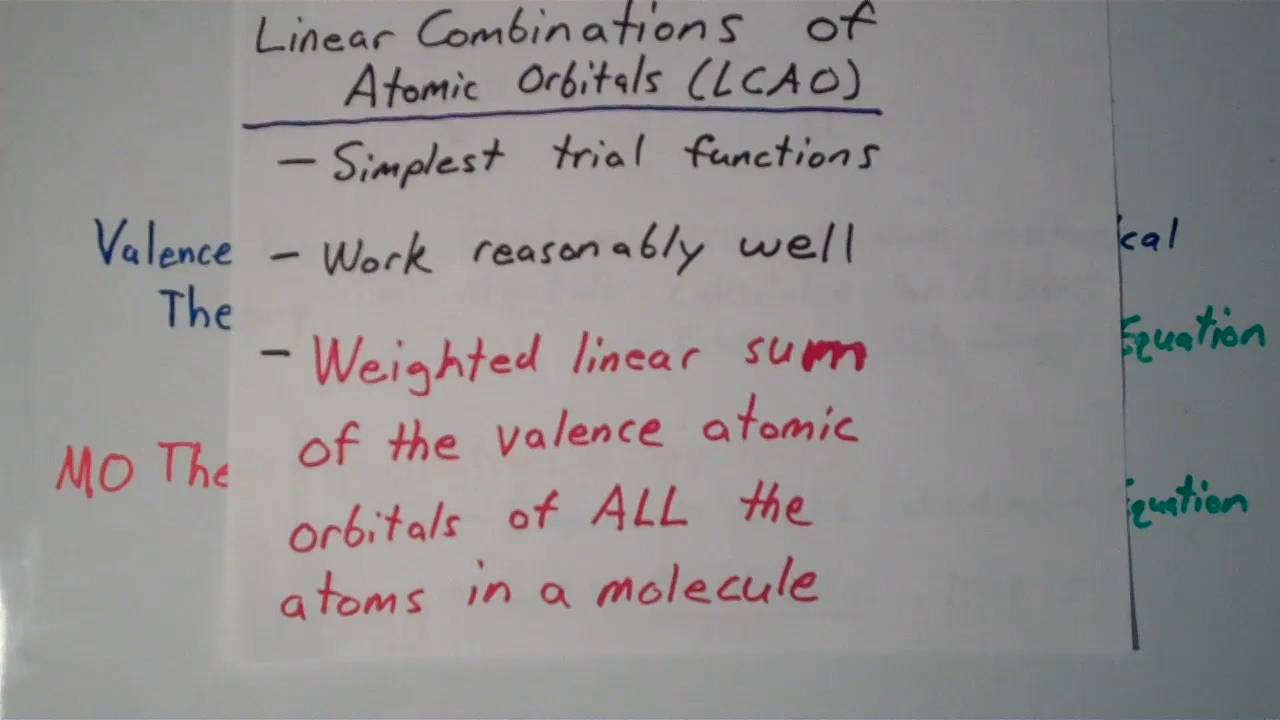 Linear Combinations of
Atomic Orbitals (LCAO)
- Simplest trial functions
- Work reasonably well
- Weighted linear sum
of the valence atomic
orbitals of ALL the
atoms in a molecule
Valence
The
MO The
cal
Equation
Equation